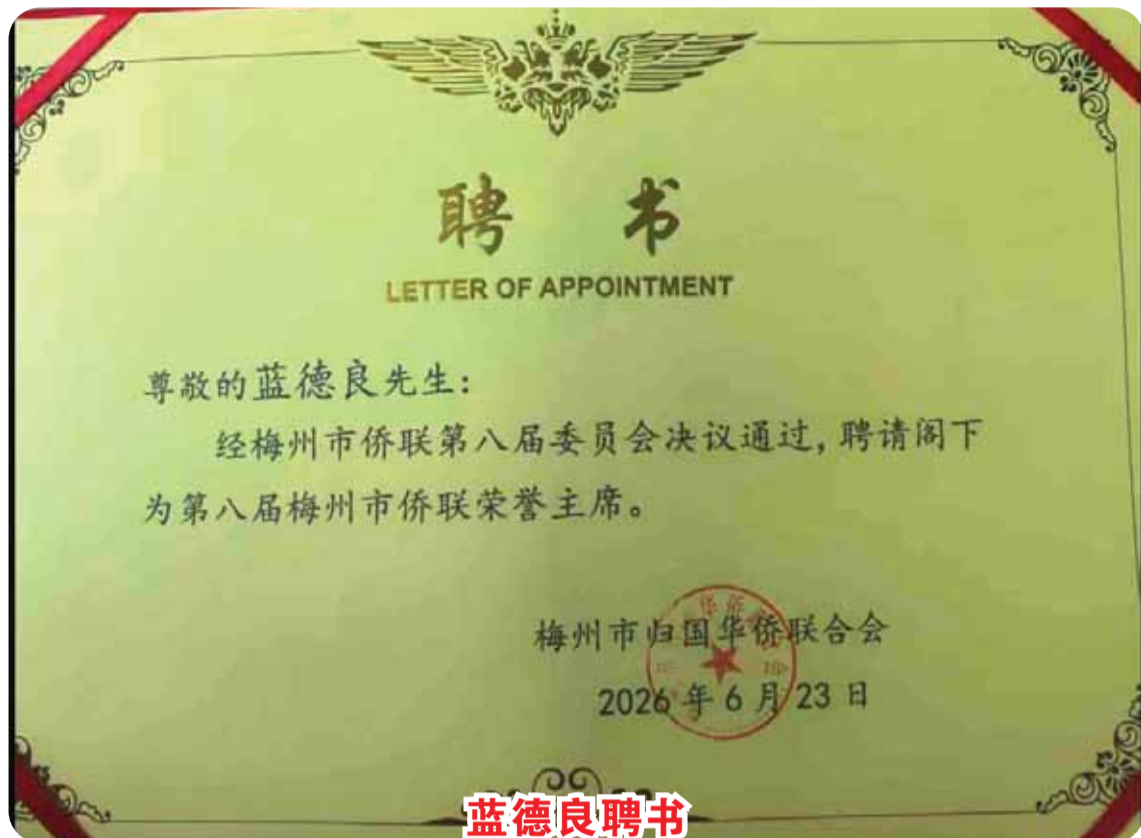 聘书
LETTER OF APPOINTMENT
尊敬的蓝德良先生:
经梅州市侨联第八届委员会决议通过,聘请阁下
为第八届梅州市侨联荣誉主席。
梅州市归国华侨联合会
2026年6月23日
蓝德良聘书